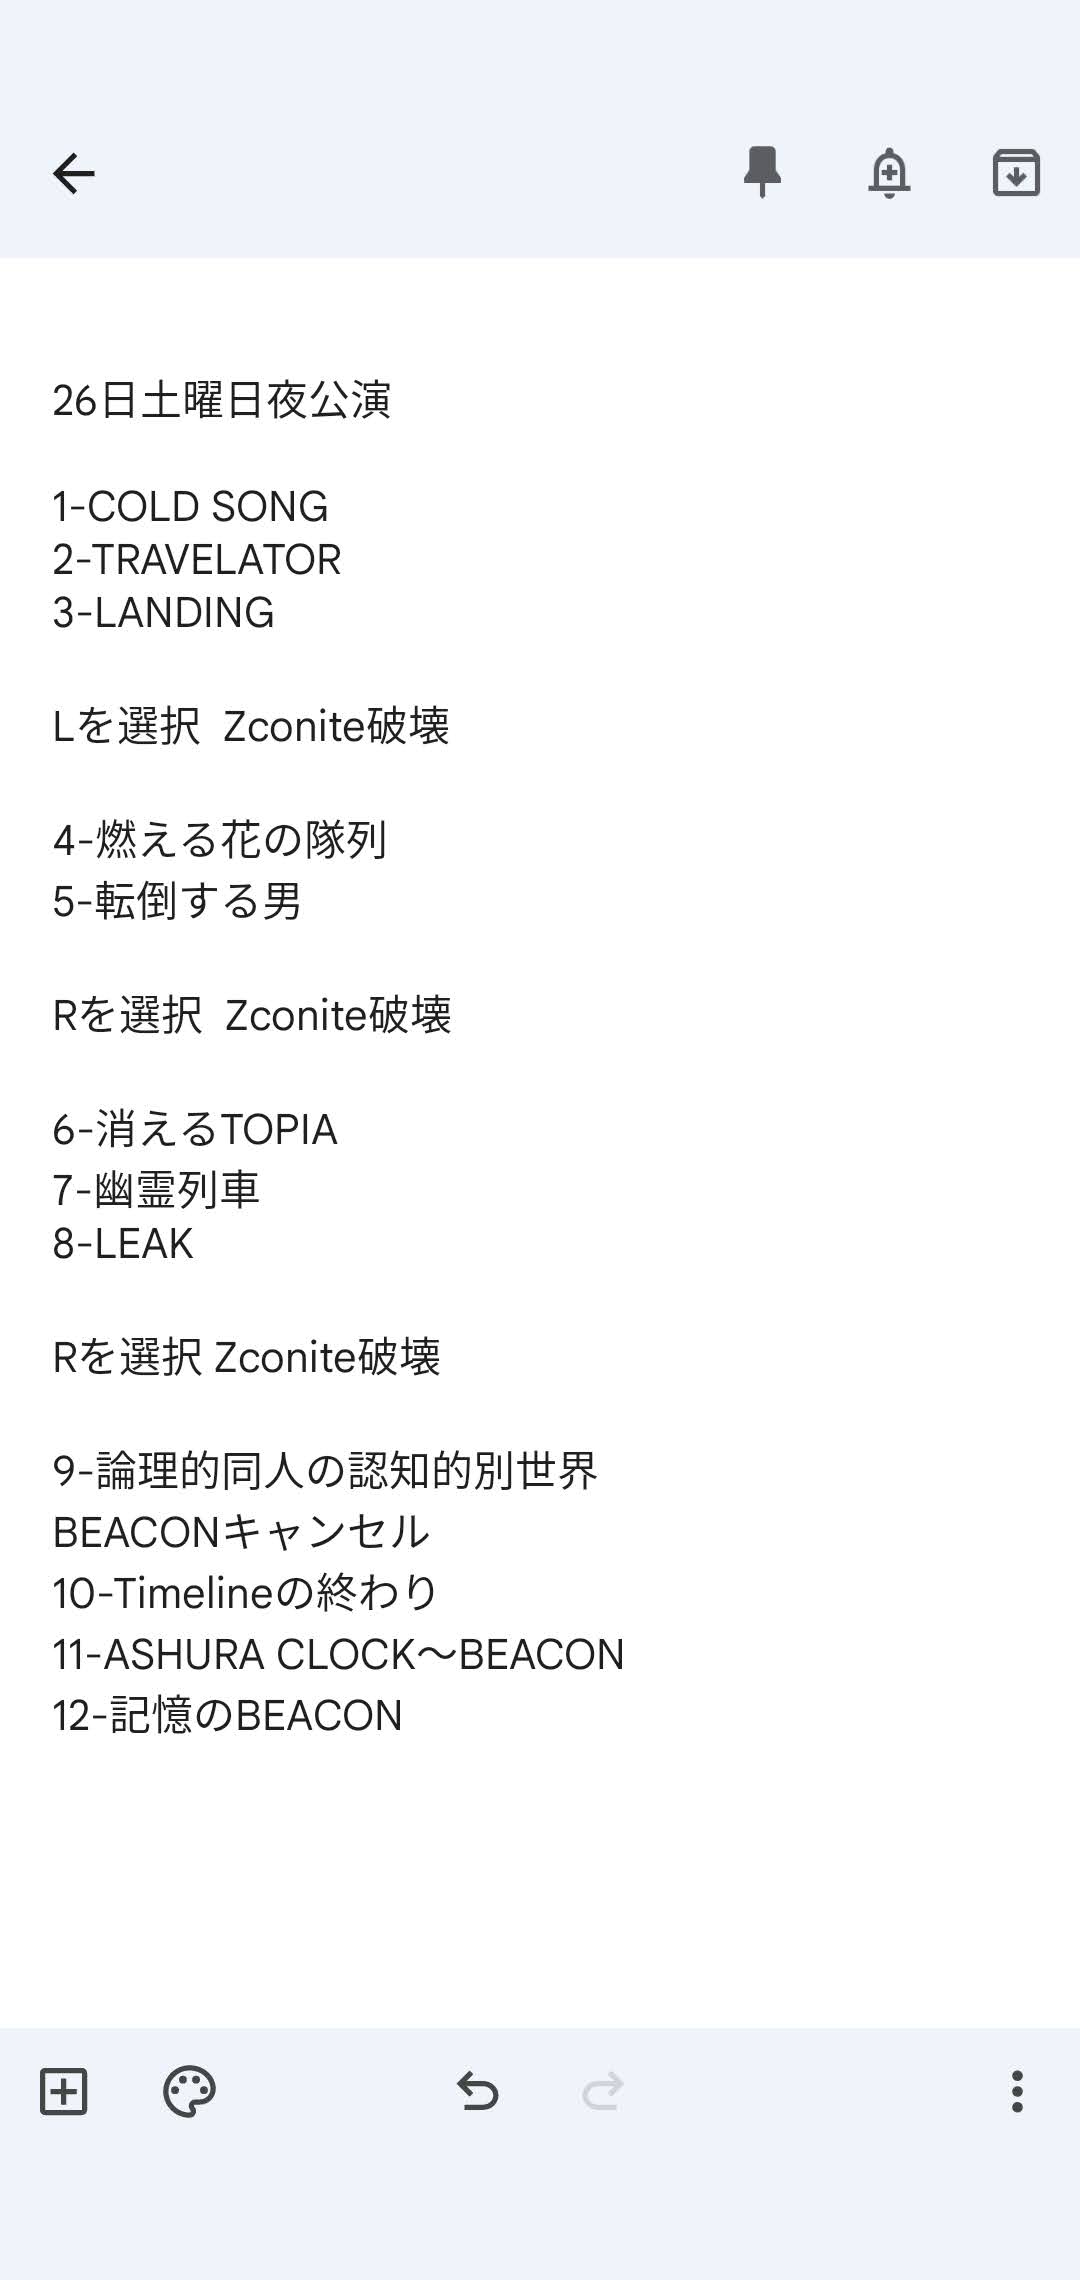 26日土曜日夜公演
1-COLD SONG
2-TRAVELATOR
3-LANDING
Lを選択  Zconite破壊
4-燃える花の隊列
5-転倒する男
Rを選択  Zconite破壊
6-消えるTOPIA
7-幽霊列車
8-LEAK
Rを選択 Zconite破壊
9-論理的同人の認知的別世界
BEACONキャンセル
10-Timelineの終わり
11-ASHURA CLOCK〜BEACON
12-記憶のBEACON